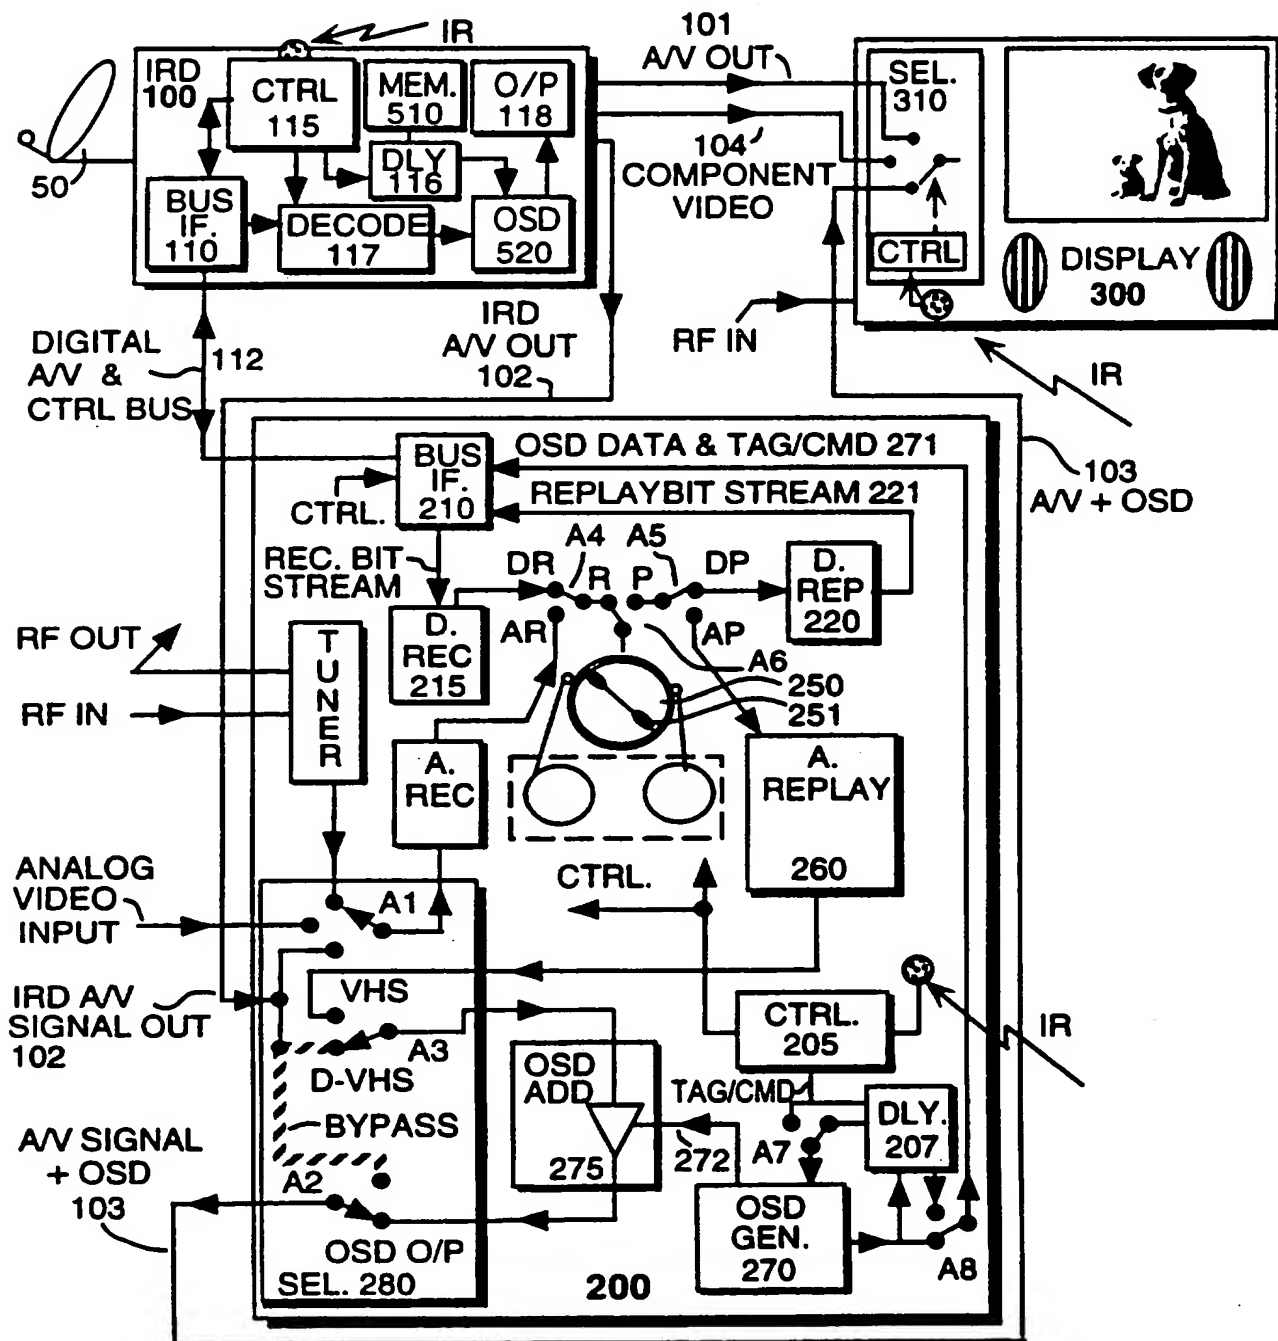 IR
101
A/V OUT
IRD
100
CTRL
115
MEM.
510
O/P
118
SEL.
310
50
BUS
IF.
110
DLY
116
DECODE
117
OSD
520
104
COMPONENT
VIDEO
CTRL
DISPLAY
300
IRD
A/V OUT
102
RF IN
IR
DIGITAL
A/V &
CTRL BUS
112
OSD DATA & TAG/CMD 271
BUS
IF.
210
CTRL.
REPLAYBIT STREAM 221
103
A/V + OSD
REC. BIT
STREAM
DR
A4
R
P
A5
DP
D.
REP
220
AR
AP
D.
REC
215
A6
250
251
RF OUT
RF IN
TUNER
A.
REC
A.
REPLAY
260
CTRL.
ANALOG
VIDEO
INPUT
A1
VHS
IRD A/V
SIGNAL OUT
102
A3
D-VHS
BYPASS
CTRL.
205
IR
OSD
ADD
275
TAG/CMD
DLY.
207
272
A7
A/V SIGNAL
+ OSD
103
A2
OSD O/P
SEL. 280
200
OSD
GEN.
270
A8